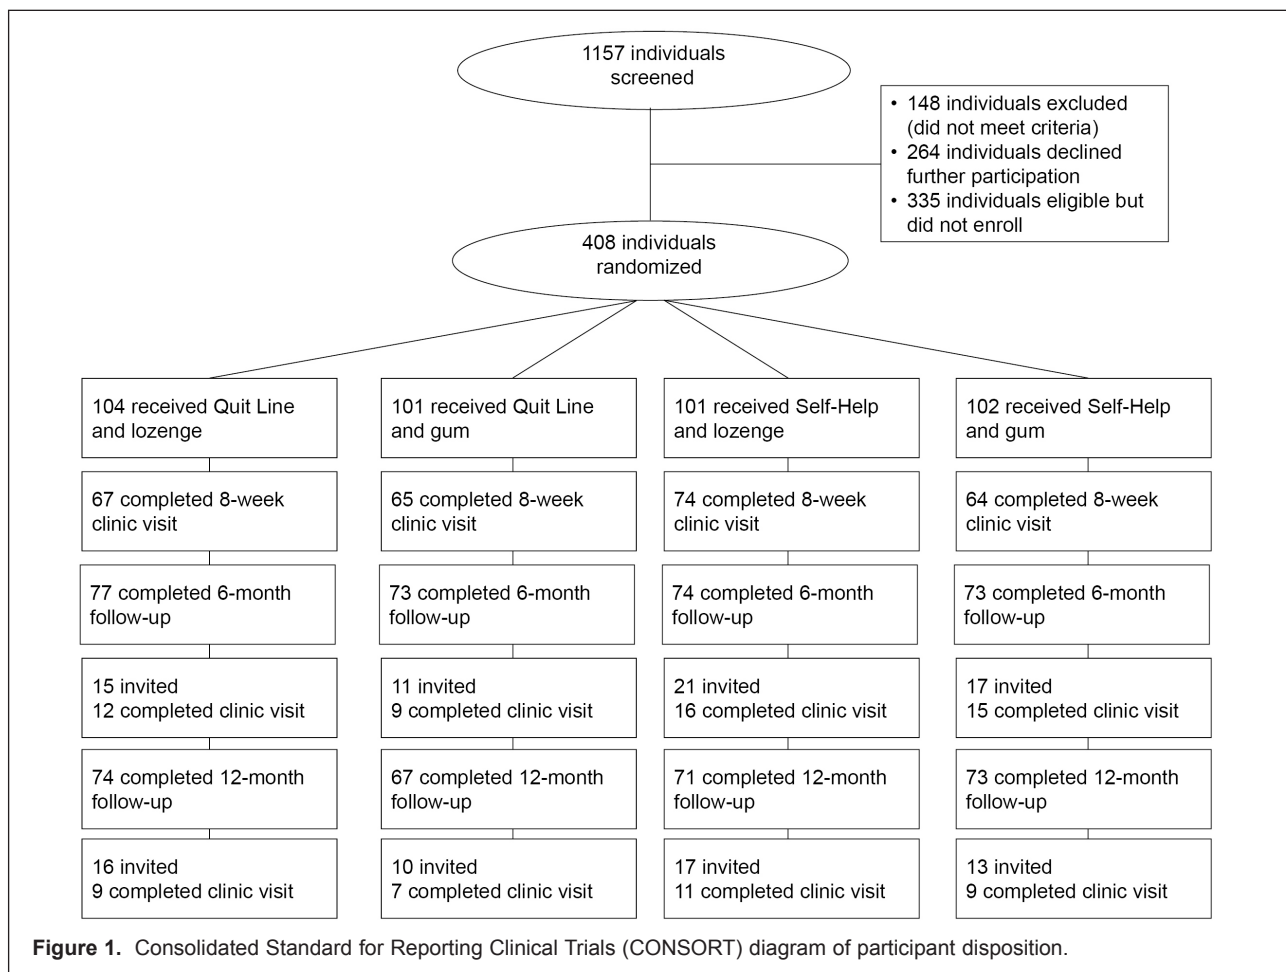 1157 individuals
screened
• 148 individuals excluded
(did not meet criteria)
• 264 individuals declined
further participation
• 335 individuals eligible but
did not enroll
408 individuals
randomized
104 received Quit Line
and lozenge
101 received Quit Line
and gum
101 received Self-Help
and lozenge
102 received Self-Help
and gum
67 completed 8-week
clinic visit
65 completed 8-week
clinic visit
74 completed 8-week
clinic visit
64 completed 8-week
clinic visit
77 completed 6-month
follow-up
73 completed 6-month
follow-up
74 completed 6-month
follow-up
73 completed 6-month
follow-up
15 invited
12 completed clinic visit
11 invited
9 completed clinic visit
21 invited
16 completed clinic visit
17 invited
15 completed clinic visit
74 completed 12-month
follow-up
67 completed 12-month
follow-up
71 completed 12-month
follow-up
73 completed 12-month
follow-up
16 invited
9 completed clinic visit
10 invited
7 completed clinic visit
17 invited
11 completed clinic visit
13 invited
9 completed clinic visit
Figure 1. Consolidated Standard for Reporting Clinical Trials (CONSORT) diagram of participant disposition.